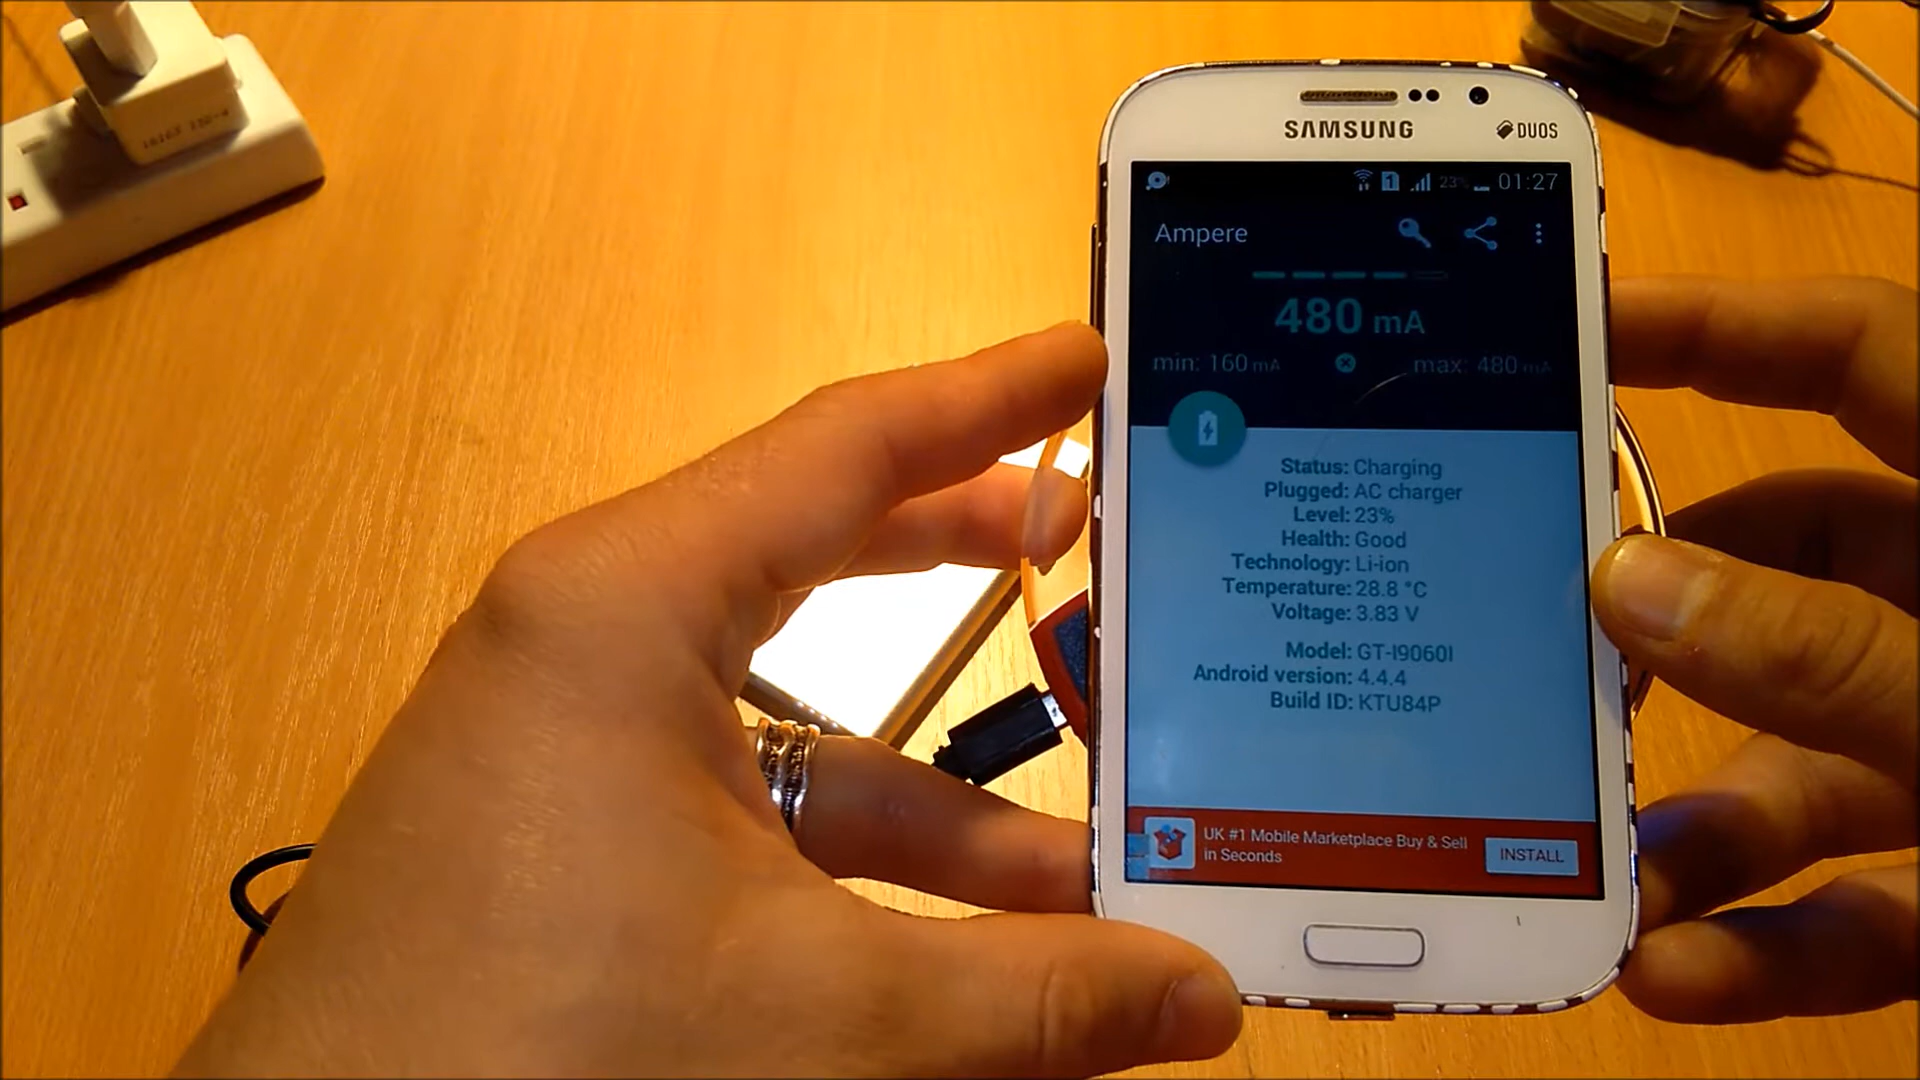 SAMSUNG
DUOS
1 23% 01:27
Ampere
480 mA
min: 160 mA max: 480 mA
Status: Charging
Plugged: AC charger
Level: 23%
Health: Good
Technology: Li-ion
Temperature: 28.8 °C
Voltage: 3.83 V
Model: GT-I9060I
Android version: 4.4.4
Build ID: KTU84P
UK #1 Mobile Marketplace Buy & Sell
in Seconds
INSTALL